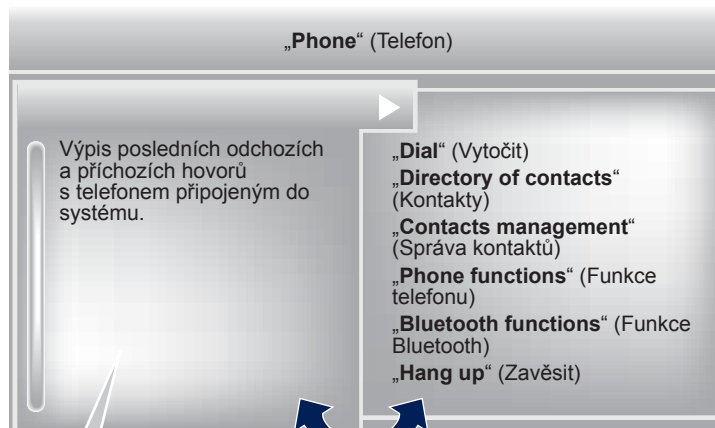 „Phone“ (Telefon)
Výpis posledních odchozích
a příchozích hovorů
s telefonem připojeným do
systému.
„Dial“ (Vytočit)
„Directory of contacts“
(Kontakty)
„Contacts management“
(Správa kontaktů)
„Phone functions“ (Funkce
telefonu)
„Bluetooth functions“ (Funkce
Bluetooth)
„Hang up“ (Zavěsit)